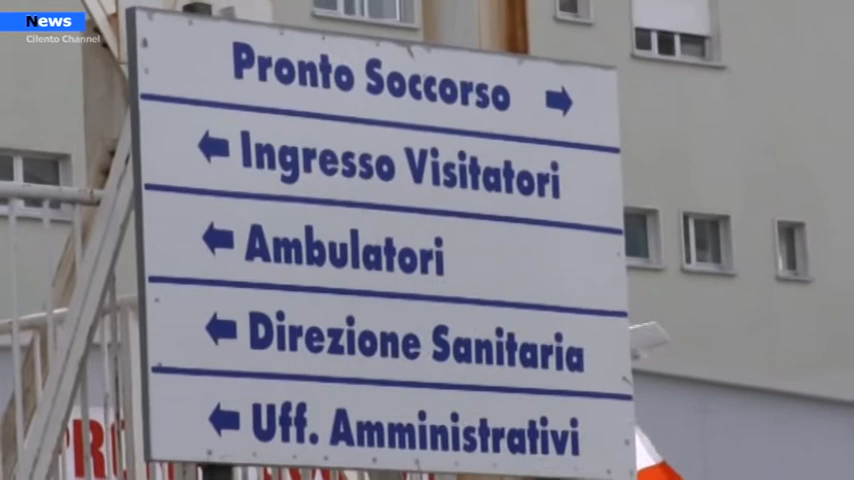 News
Cilento Channel
Pronto Soccorso
Ingresso Visitatori
Ambulatori
Direzione Sanitaria
Uff. Amministrativi